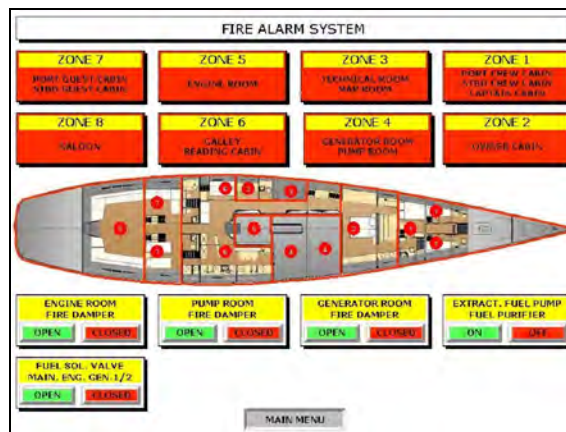 FIRE ALARM SYSTEM
ZONE 7
PORT GUEST CABIN
STBD GUEST CABIN
ZONE 5
ENGINE ROOM
ZONE 3
TECHNICAL ROOM
MAP ROOM
ZONE 1
PORT CREW CABIN
STBD CREW CABIN
CAPTAIN CABIN
ZONE 8
SALOON
ZONE 6
GALLEY
READING CABIN
ZONE 4
GENERATOR ROOM
PUMP ROOM
ZONE 2
OWNER CABIN
ENGINE ROOM
FIRE DAMPER
OPEN CLOSED
PUMP ROOM
FIRE DAMPER
OPEN CLOSED
GENERATOR ROOM
FIRE DAMPER
OPEN CLOSED
EXTRACT. FUEL PUMP
FUEL PURIFIER
ON OFF
FUEL SOL. VALVE
MAIN. ENG. GEN-1/2
OPEN CLOSED
MAIN MENU